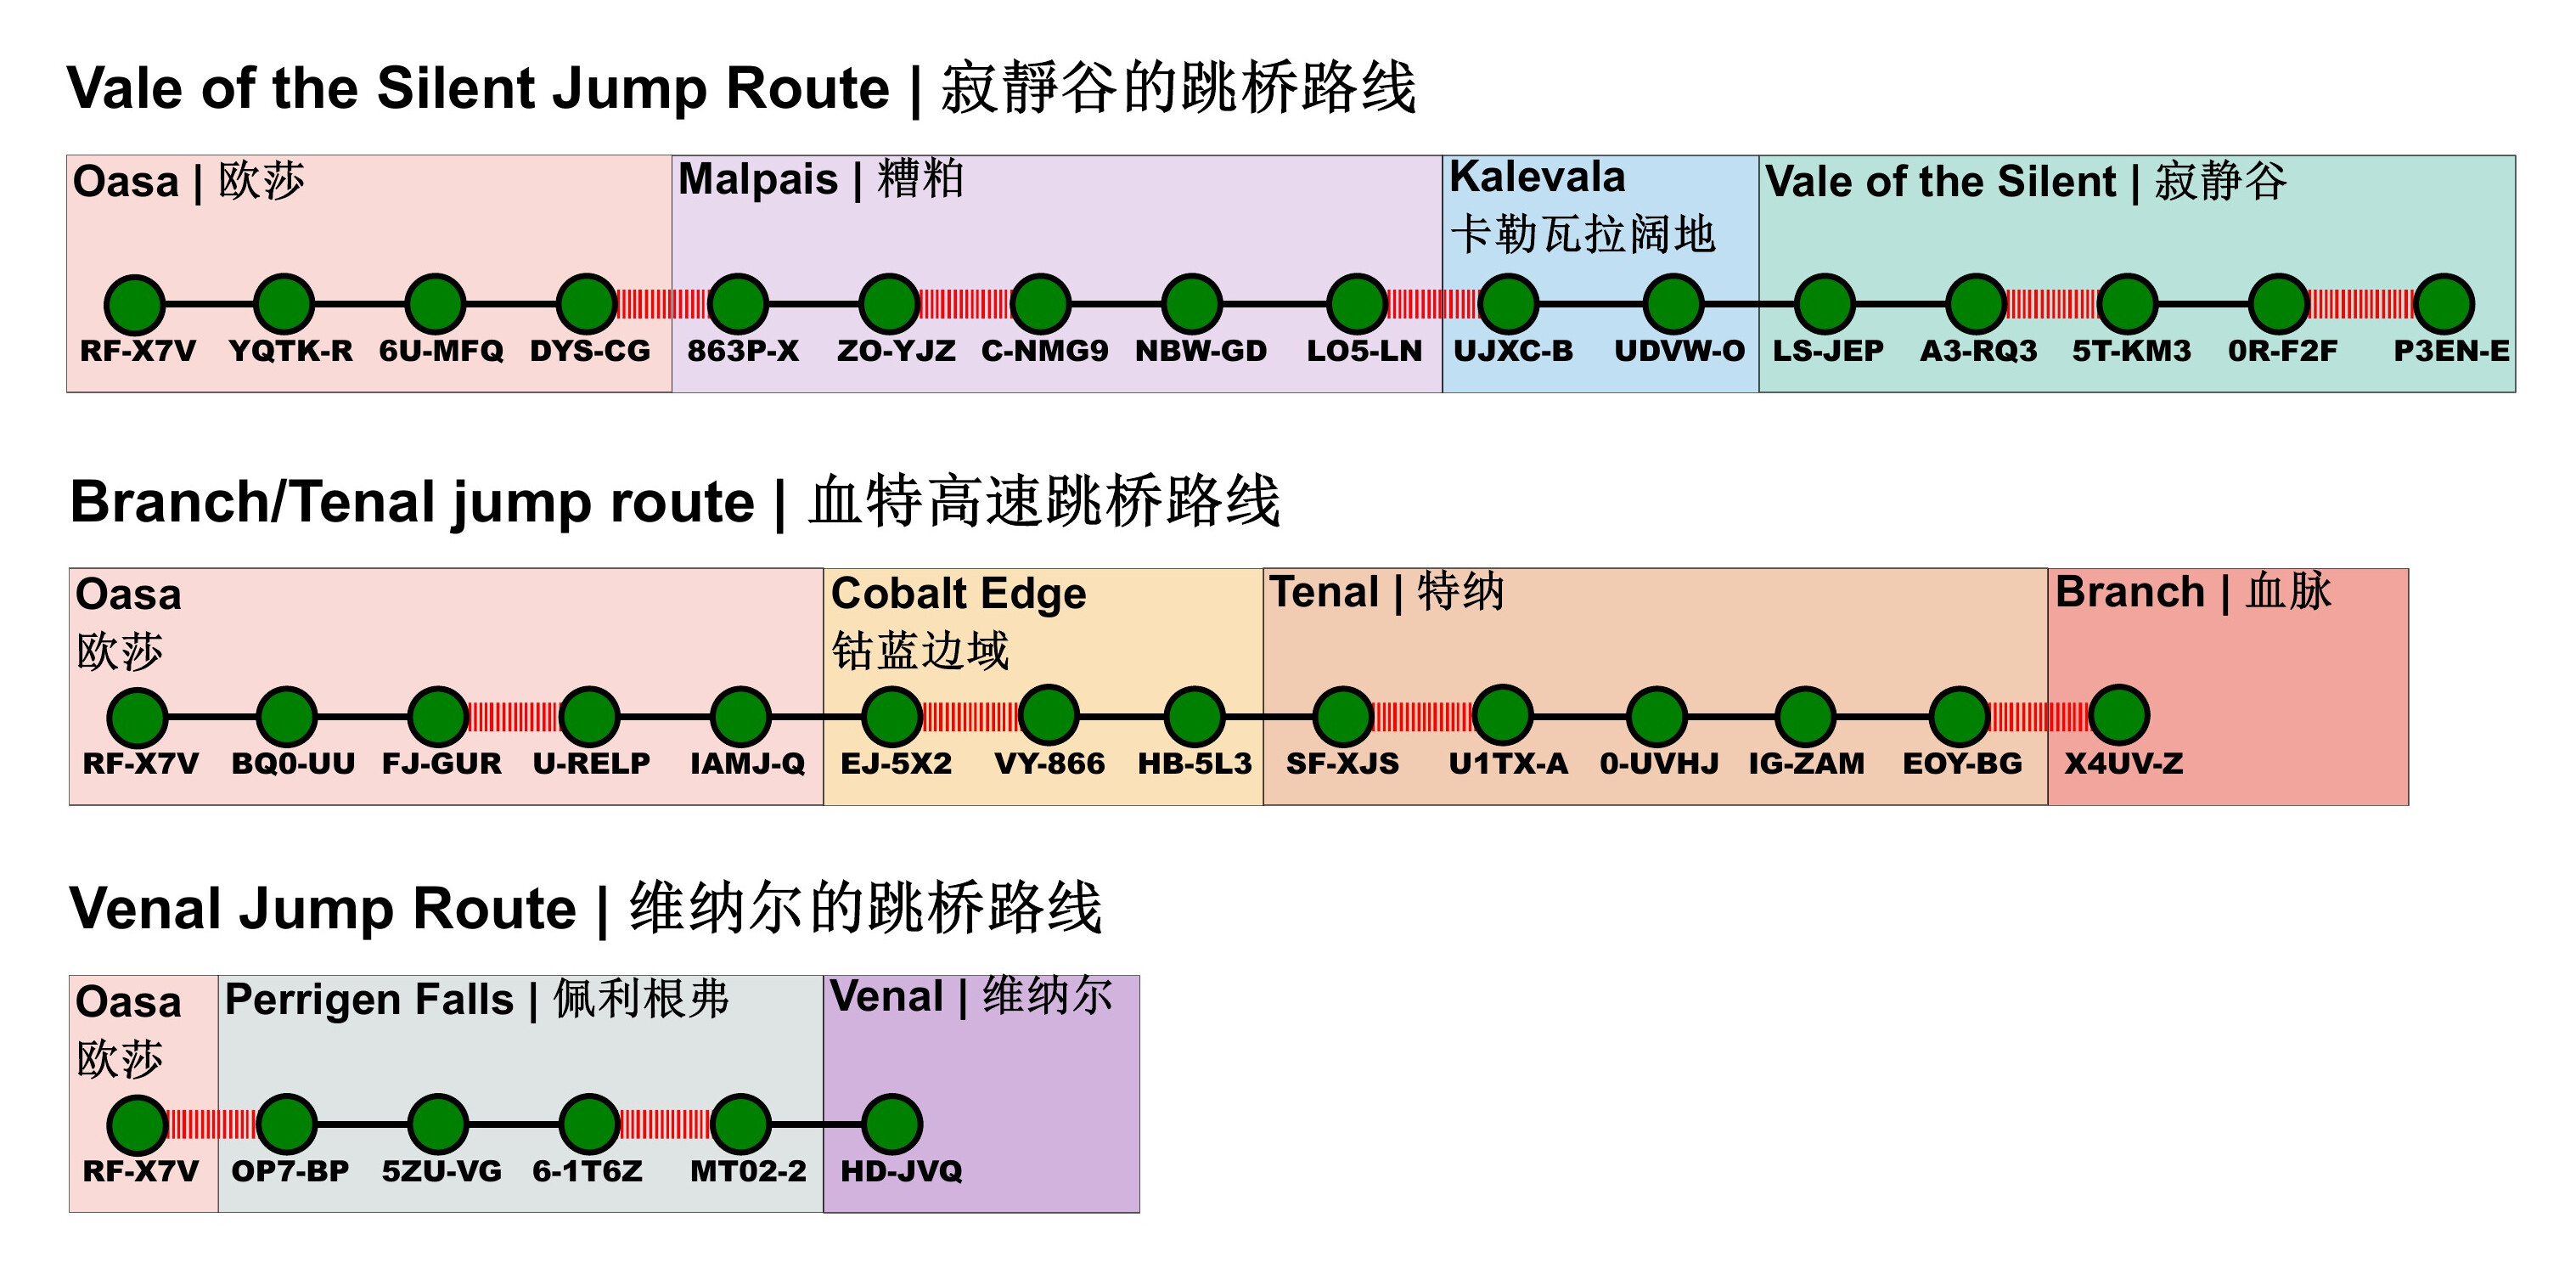 Vale of the Silent Jump Route | 寂靜谷的跳桥路线
Oasa | 欧莎
Malpais | 糟粕
Kalevala
卡勒瓦拉阔地
Vale of the Silent | 寂静谷
RF-X7V YQTK-R 6U-MFQ DYS-CG 863P-X ZO-YJZ C-NMG9 NBW-GD LO5-LN UJXC-B UDVW-O LS-JEP A3-RQ3 5T-KM3 0R-F2F P3EN-E
Branch/Tenal jump route | 血特高速跳桥路线
Oasa
欧莎
Cobalt Edge
钴蓝边域
Tenal | 特纳
Branch | 血脉
RF-X7V BQ0-UU FJ-GUR U-RELP IAMJ-Q EJ-5X2 VY-866 HB-5L3 SF-XJS U1TX-A 0-UVHJ IG-ZAM EOY-BG X4UV-Z
Venal Jump Route | 维纳尔的跳桥路线
Oasa
欧莎
Perrigen Falls | 佩利根弗
Venal | 维纳尔
RF-X7V OP7-BP 5ZU-VG 6-1T6Z MT02-2 HD-JVQ